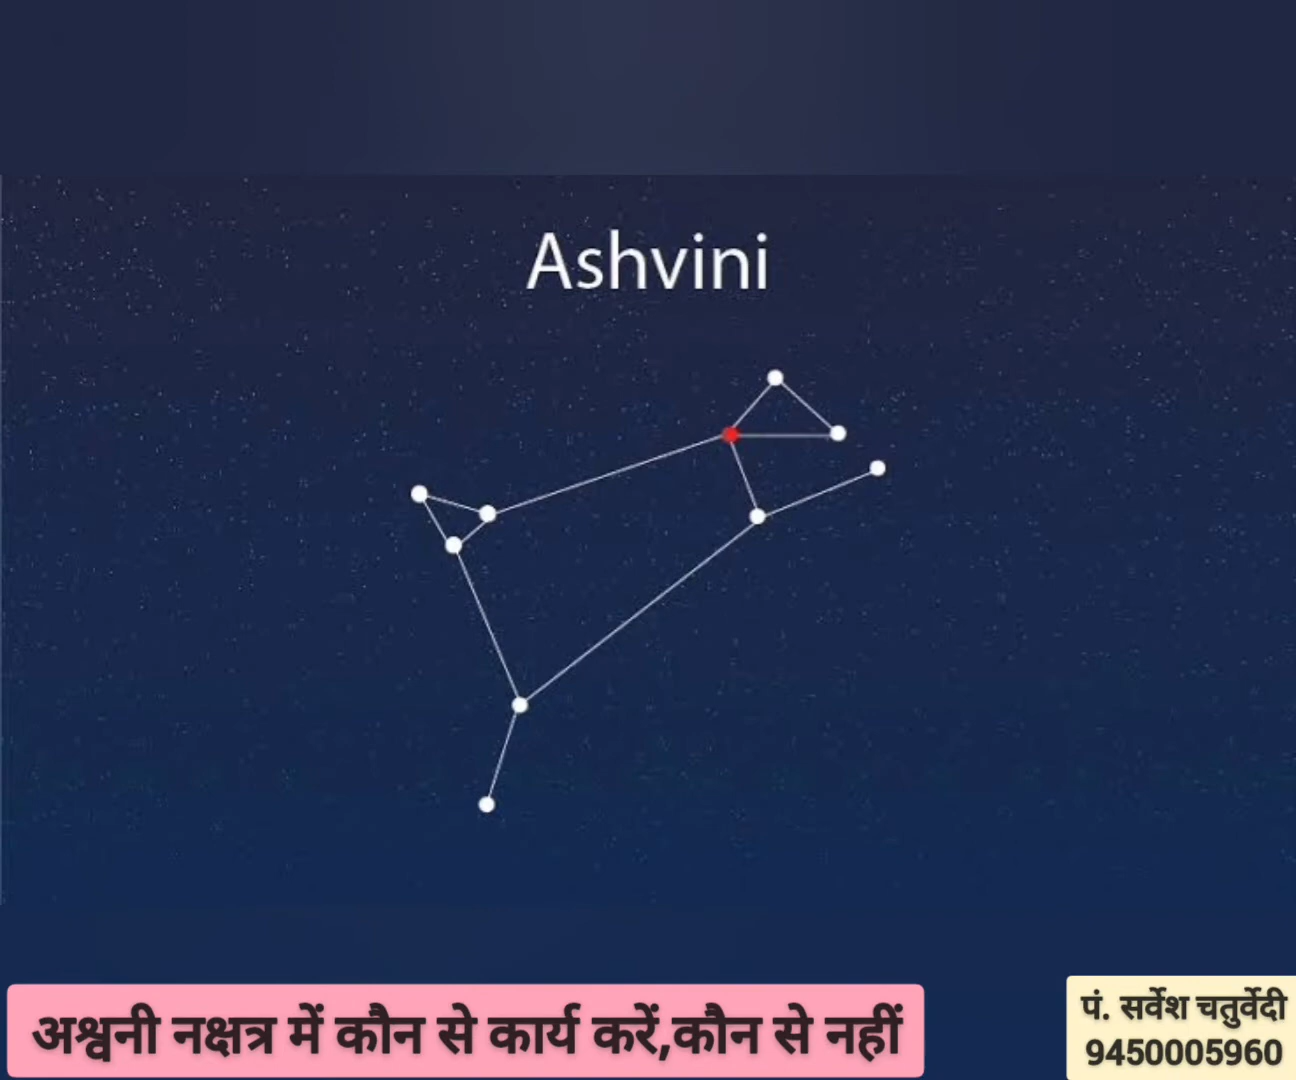 Ashvini
अश्वनी नक्षत्र में कौन से कार्य करें,कौन से नहीं
पं. सर्वेश चतुर्वेदी
9450005960